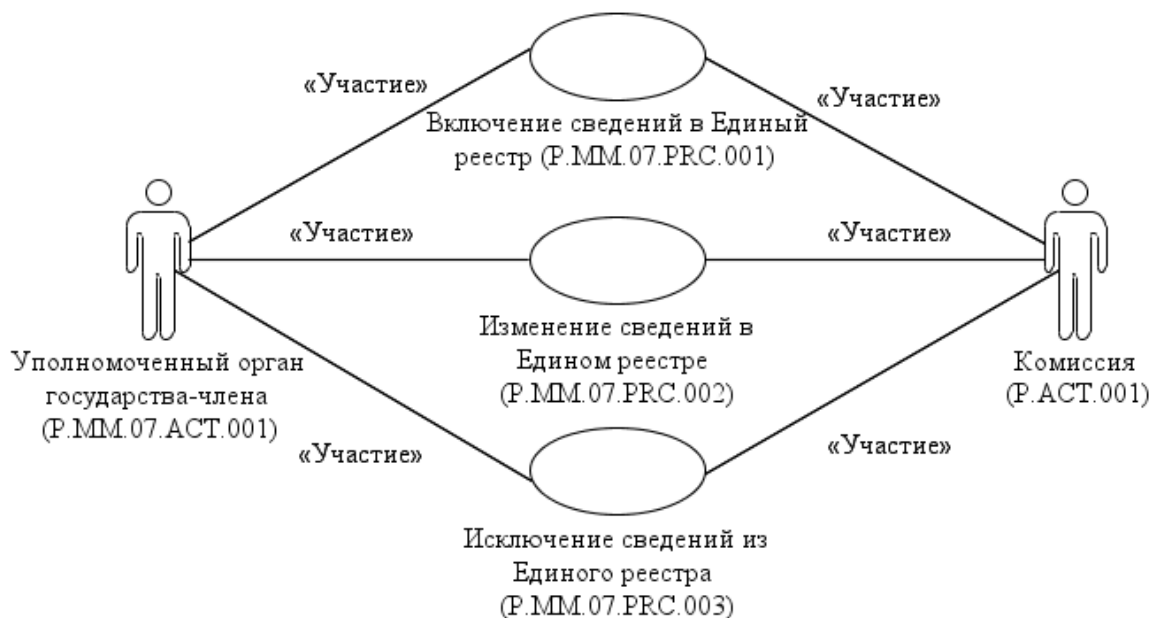 «Участие»
«Участие»
Включение сведений в Единый
реестр (P.MM.07.PRC.001)
«Участие»
«Участие»
Изменение сведений в
Едином реестре
(P.MM.07.PRC.002)
Уполномоченный орган
государства-члена
(P.MM.07.ACT.001)
Комиссия
(P.ACT.001)
«Участие»
«Участие»
Исключение сведений из
Единого реестра
(P.MM.07.PRC.003)